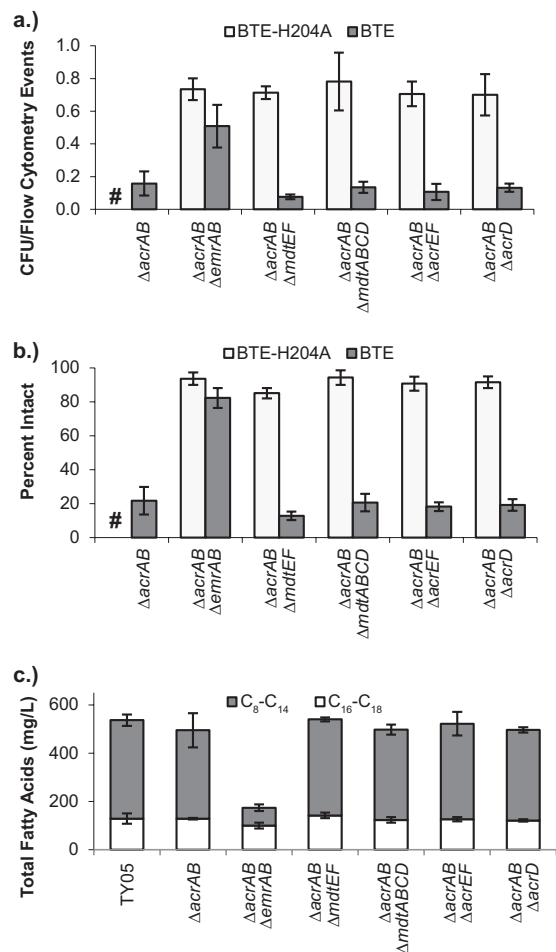 a.)
BTE-H204A BTE
CFU/Flow Cytometry Events
1.0
0.8
0.6
0.4
0.2
0.0
#
ΔacrAB
ΔacrAB
ΔemrAB
ΔacrAB
ΔmdtEF
ΔacrAB
ΔmdtABCD
ΔacrAB
ΔacrEF
ΔacrAB
ΔacrD
b.)
BTE-H204A BTE
Percent Intact
100
80
60
40
20
0
#
ΔacrAB
ΔacrAB
ΔemrAB
ΔacrAB
ΔmdtEF
ΔacrAB
ΔmdtABCD
ΔacrAB
ΔacrEF
ΔacrAB
ΔacrD
c.)
C₈-C₁₄ C₁₆-C₁₈
Total Fatty Acids (mg/L)
600
400
200
0
TY05
ΔacrAB
ΔacrAB
ΔemrAB
ΔacrAB
ΔmdtEF
ΔacrAB
ΔmdtABCD
ΔacrAB
ΔacrEF
ΔacrAB
ΔacrD